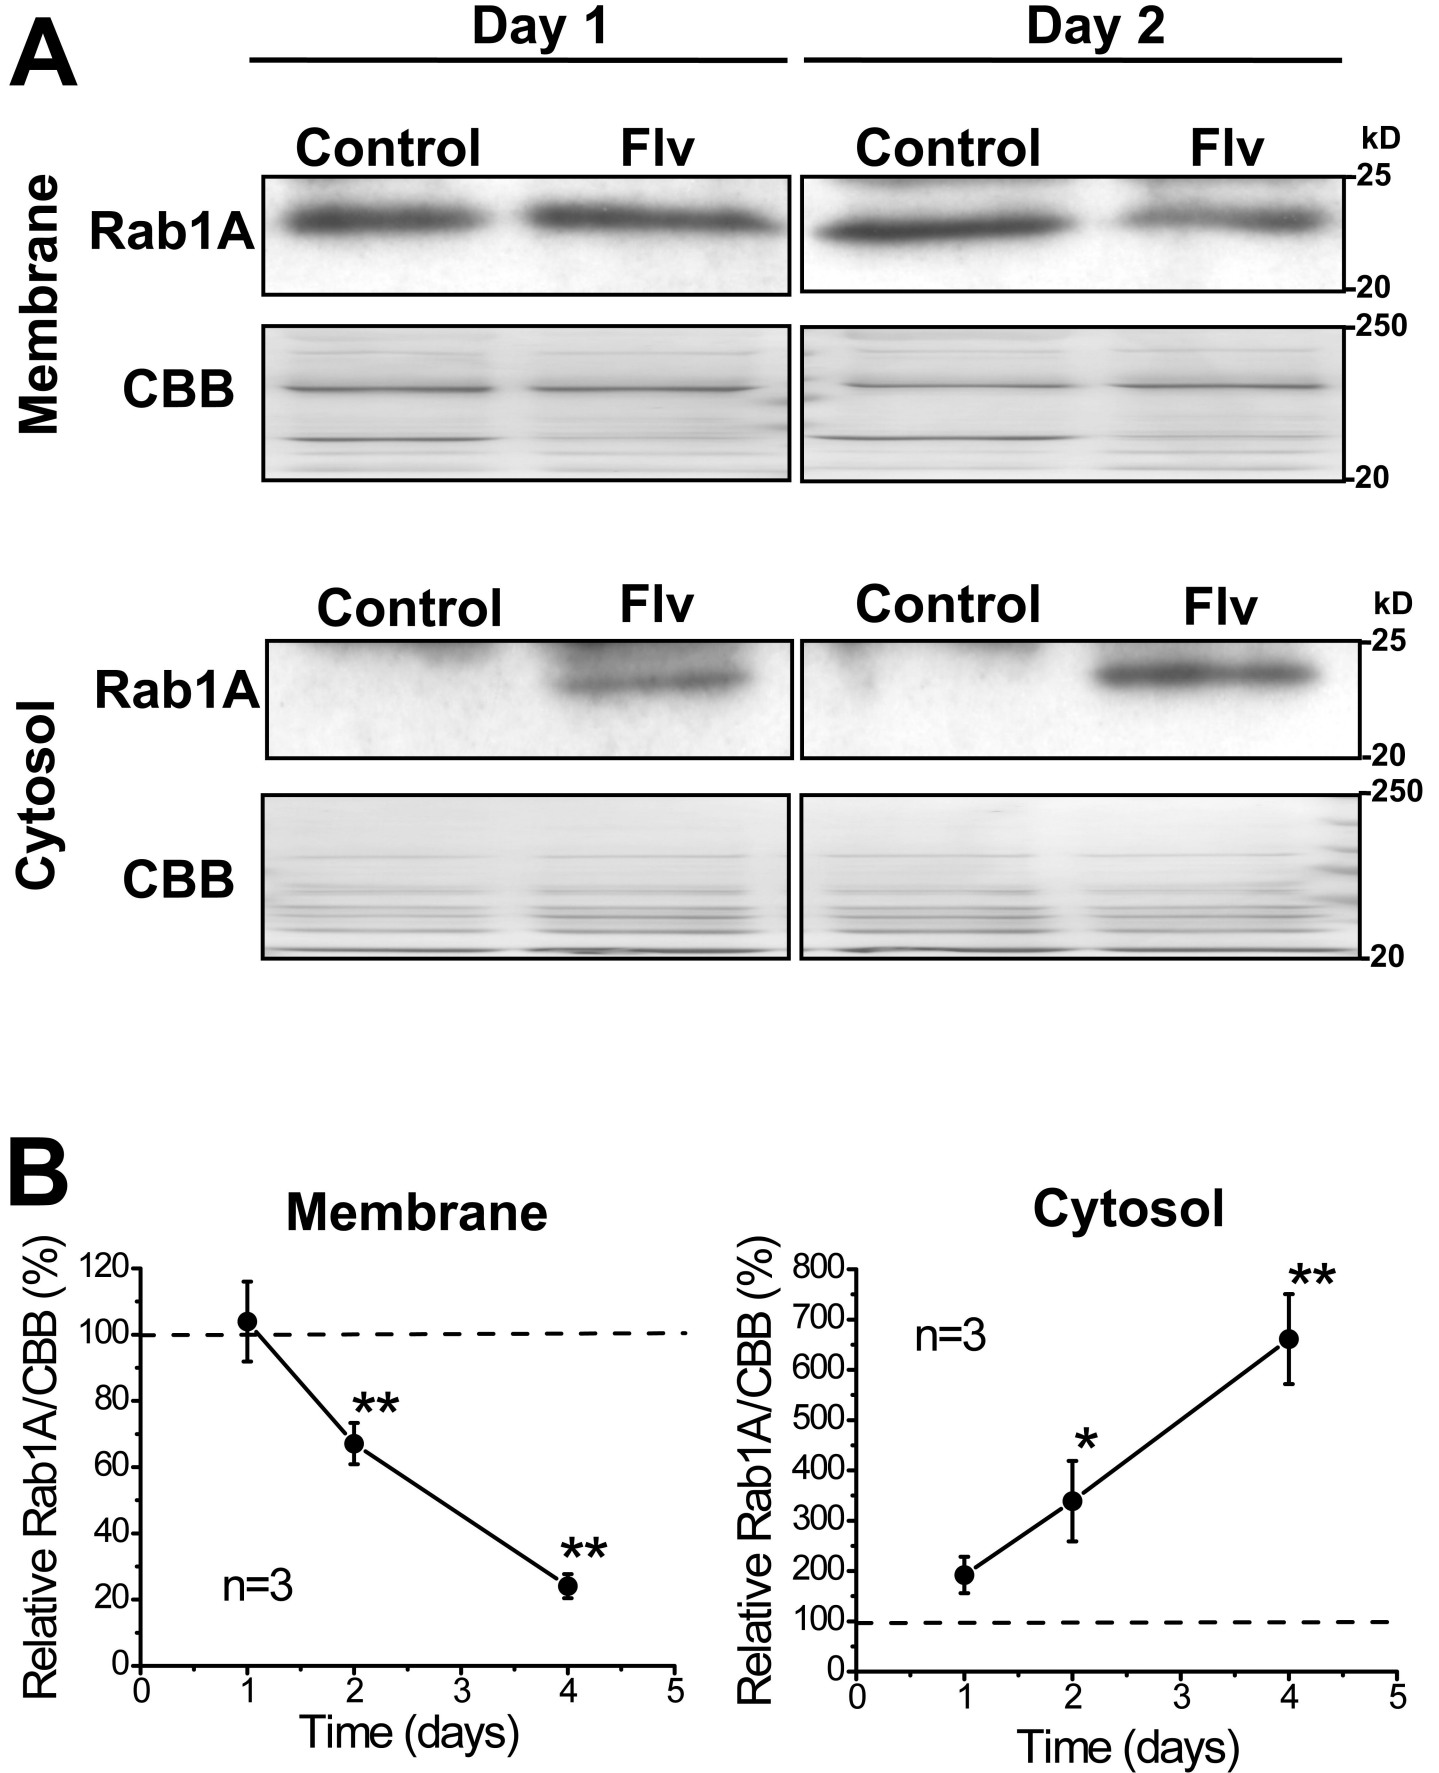 A
Day 1 Day 2
Control Flv Control Flv kD
Membrane
Rab1A
25
20
CBB
250
20
Control Flv Control Flv kD
Cytosol
Rab1A
25
20
CBB
250
20
B
Membrane
Relative Rab1A/CBB (%)
120
100
80
60
40
20
0
**
**
n=3
0 1 2 3 4 5
Time (days)
Cytosol
Relative Rab1A/CBB (%)
800
700
600
500
400
300
200
100
0
n=3
*
**
0 1 2 3 4 5
Time (days)